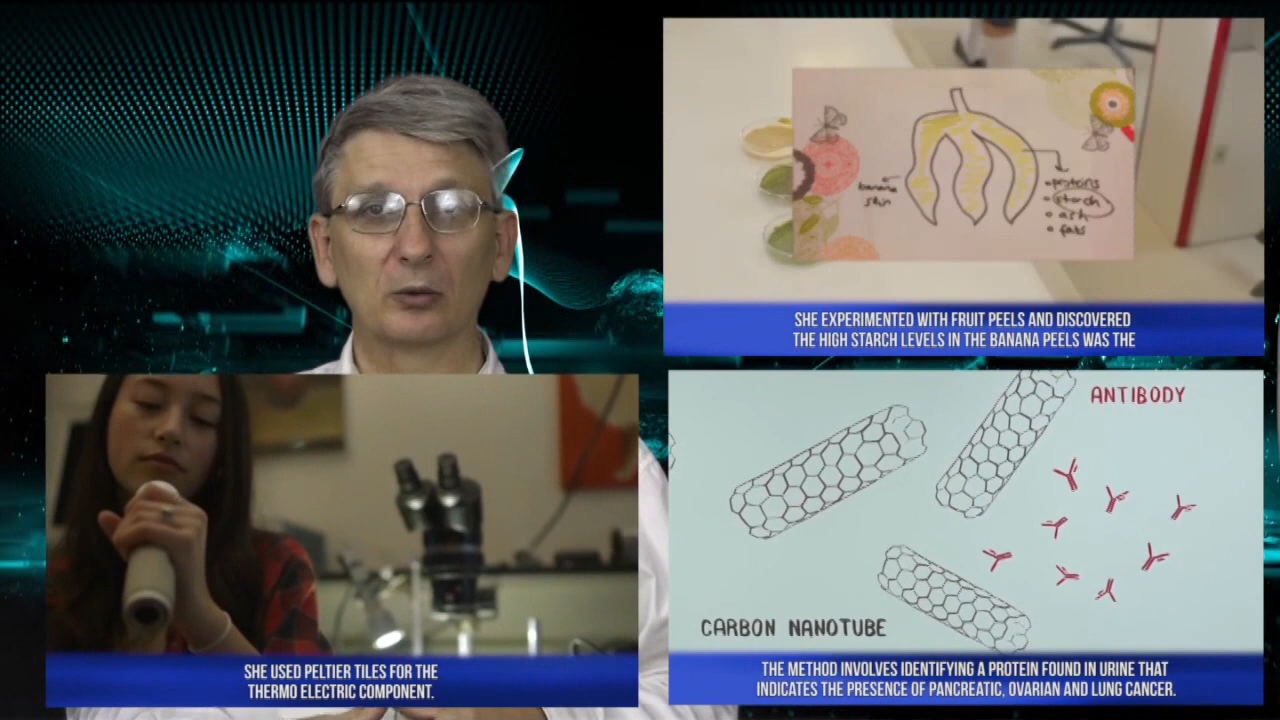 banana
skin
proteins
starch
ash
fats
SHE EXPERIMENTED WITH FRUIT PEELS AND DISCOVERED
THE HIGH STARCH LEVELS IN THE BANANA PEELS WAS THE
SHE USED PELTIER TILES FOR THE
THERMO ELECTRIC COMPONENT.
ANTIBODY
CARBON NANOTUBE
THE METHOD INVOLVES IDENTIFYING A PROTEIN FOUND IN URINE THAT
INDICATES THE PRESENCE OF PANCREATIC, OVARIAN AND LUNG CANCER.